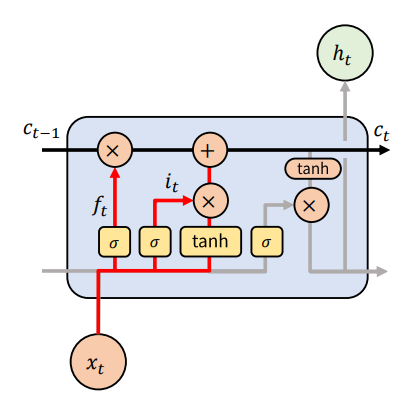 h_t
c_{t-1}
c_t
×
+
tanh
i_t
×
×
f_t
σ
σ
tanh
σ
x_t